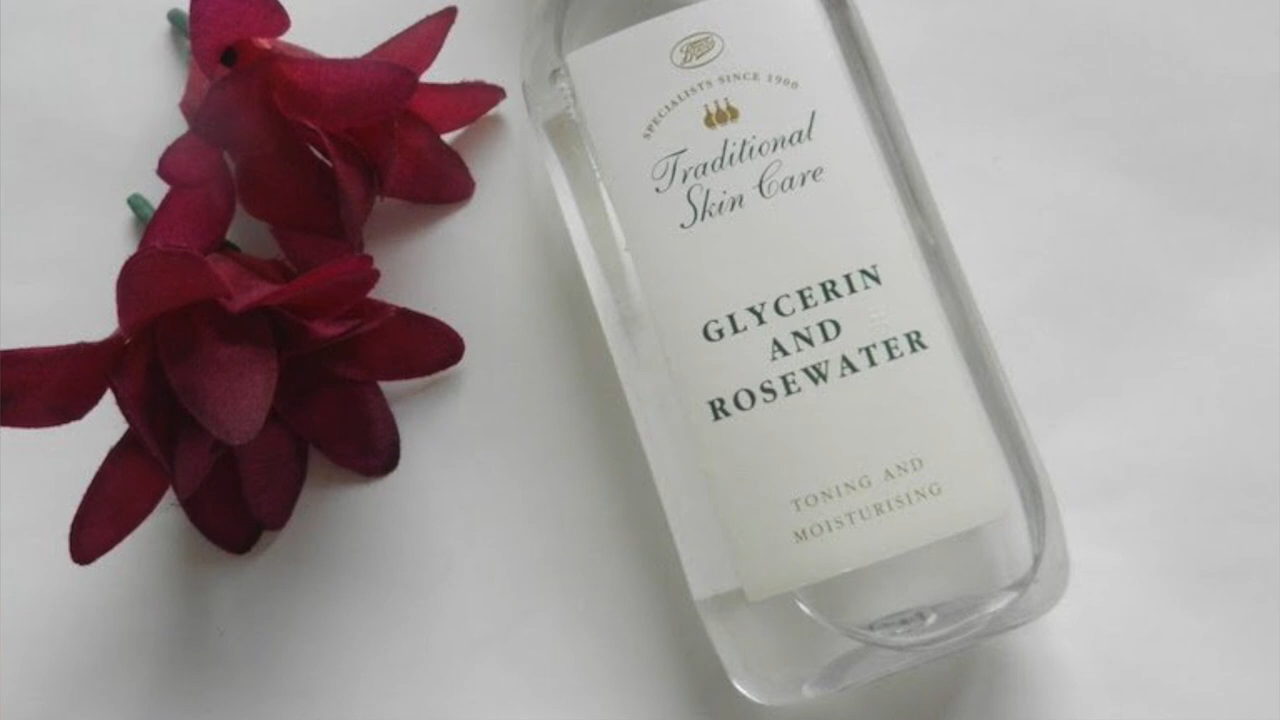 Boots
SPECIALISTS SINCE 1900
Traditional
Skin Care
GLYCERIN
AND
ROSEWATER
TONING AND
MOISTURISING